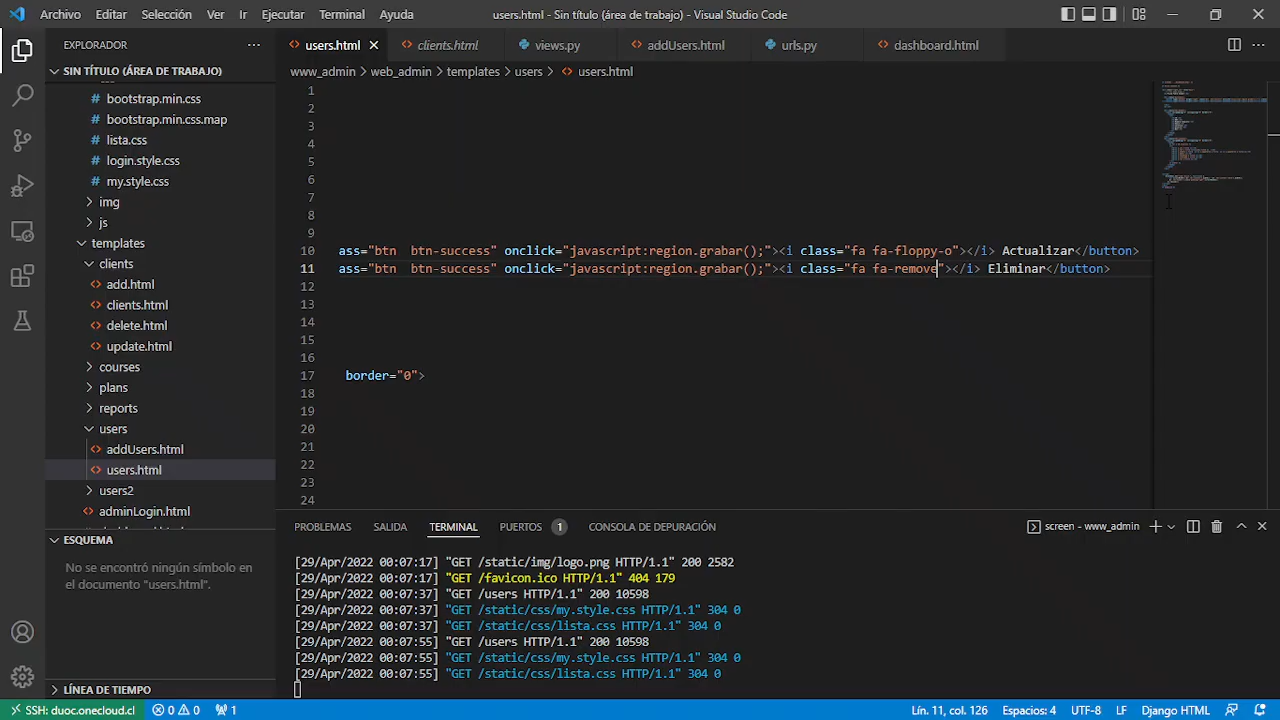 Archivo Editar Selección Ver Ir Ejecutar Terminal Ayuda users.html - Sin título (área de trabajo) - Visual Studio Code
EXPLORADOR
users.html clients.html views.py addUsers.html urls.py dashboard.html
SIN TÍTULO (ÁREA DE TRABAJO)
www_admin > web_admin > templates > users > users.html
bootstrap.min.css
bootstrap.min.css.map
lista.css
login.style.css
my.style.css
img
js
templates
clients
add.html
clients.html
delete.html
update.html
courses
plans
reports
users
addUsers.html
users.html
users2
adminLogin.html
1
2
3
4
5
6
7
8
9
10 ass="btn  btn-success" onclick="javascript:region.grabar();"><i class="fa fa-floppy-o"></i> Actualizar</button>
11 ass="btn  btn-success" onclick="javascript:region.grabar();"><i class="fa fa-remove"></i> Eliminar</button>
12
13
14
15
16
17 border="0">
18
19
20
21
22
23
24
ESQUEMA
No se encontró ningún símbolo en
el documento "users.html".
LÍNEA DE TIEMPO
PROBLEMAS SALIDA TERMINAL PUERTOS 1 CONSOLA DE DEPURACIÓN screen - www_admin
[29/Apr/2022 00:07:17] "GET /static/img/logo.png HTTP/1.1" 200 2582
[29/Apr/2022 00:07:17] "GET /favicon.ico HTTP/1.1" 404 179
[29/Apr/2022 00:07:37] "GET /users HTTP/1.1" 200 10598
[29/Apr/2022 00:07:37] "GET /static/css/my.style.css HTTP/1.1" 304 0
[29/Apr/2022 00:07:37] "GET /static/css/lista.css HTTP/1.1" 304 0
[29/Apr/2022 00:07:55] "GET /users HTTP/1.1" 200 10598
[29/Apr/2022 00:07:55] "GET /static/css/my.style.css HTTP/1.1" 304 0
[29/Apr/2022 00:07:55] "GET /static/css/lista.css HTTP/1.1" 304 0
SSH: duoc.onecloud.cl 0 0 1 Lín. 11, col. 126 Espacios: 4 UTF-8 LF Django HTML